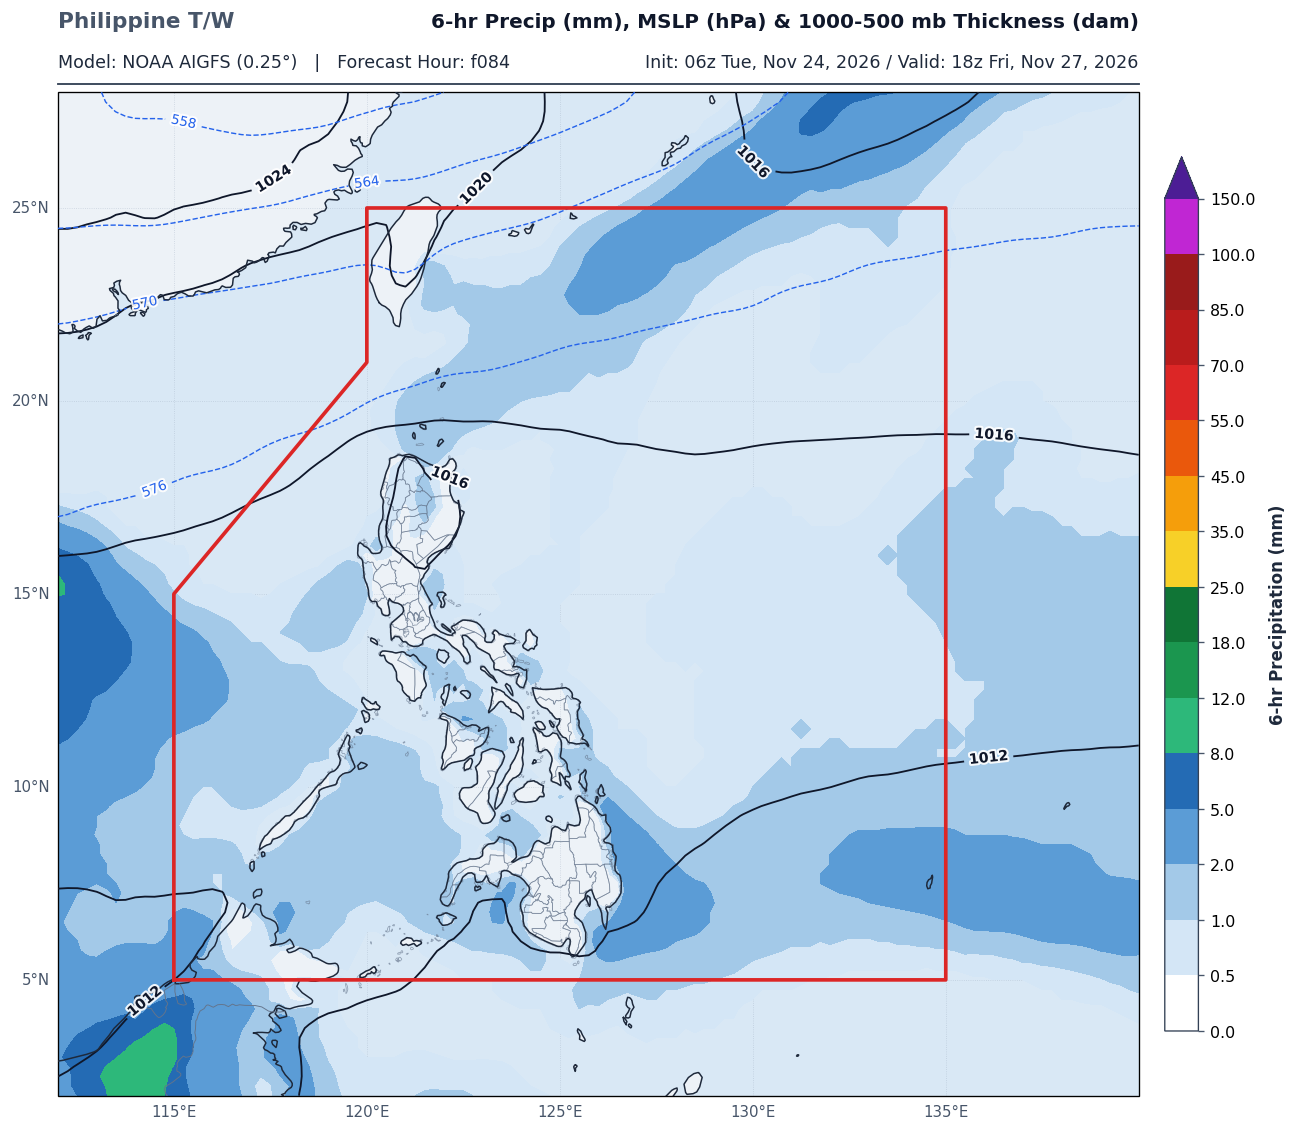 Philippine T/W
6-hr Precip (mm), MSLP (hPa) & 1000-500 mb Thickness (dam)
Model: NOAA AIGFS (0.25°)   |   Forecast Hour: f084
Init: 06z Tue, Nov 24, 2026 / Valid: 18z Fri, Nov 27, 2026
558
1024
564
1020
1016
570
576
1016
1016
1012
1012
25°N
20°N
15°N
10°N
5°N
115°E
120°E
125°E
130°E
135°E
150.0
100.0
85.0
70.0
55.0
45.0
35.0
25.0
18.0
12.0
8.0
5.0
2.0
1.0
0.5
0.0
6-hr Precipitation (mm)